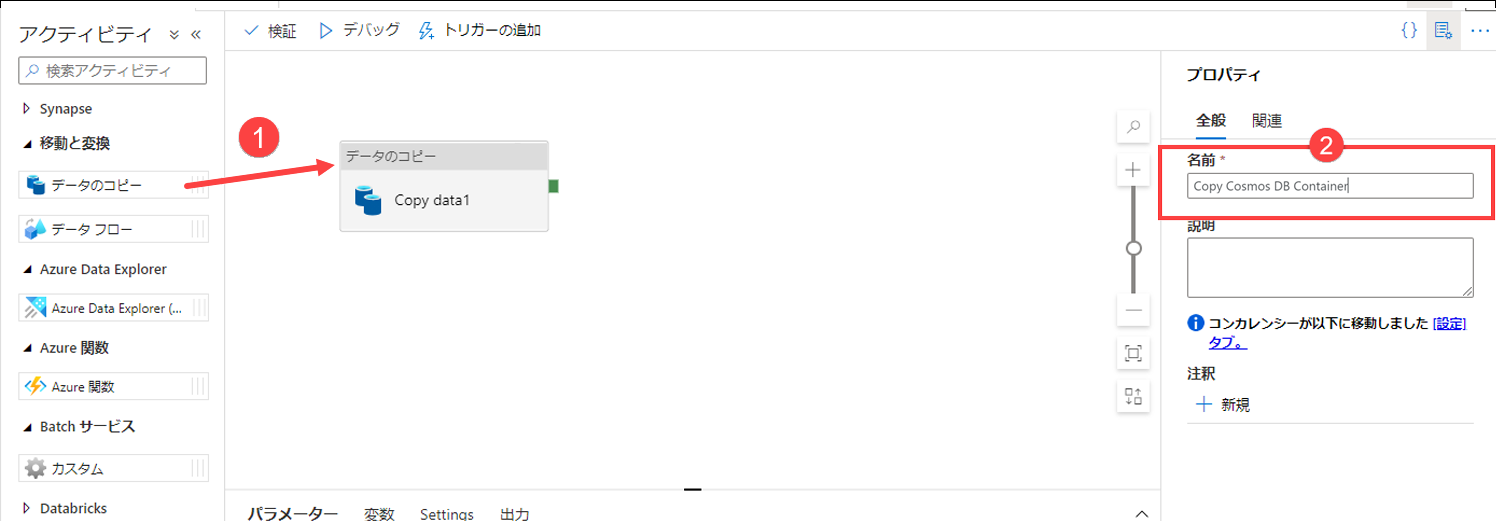 アクティビティ
検索アクティビティ
Synapse
移動と変換
データのコピー
データ フロー
Azure Data Explorer
Azure Data Explorer (...
Azure 関数
Azure 関数
Batch サービス
カスタム
Databricks
検証
デバッグ
トリガーの追加
1
データのコピー
Copy data1
パラメーター
変数
Settings
出力
プロパティ
全般
関連
2
名前 *
Copy Cosmos DB Container
説明
コンカレンシーが以下に移動しました [設定]
タブ。
注釈
新規